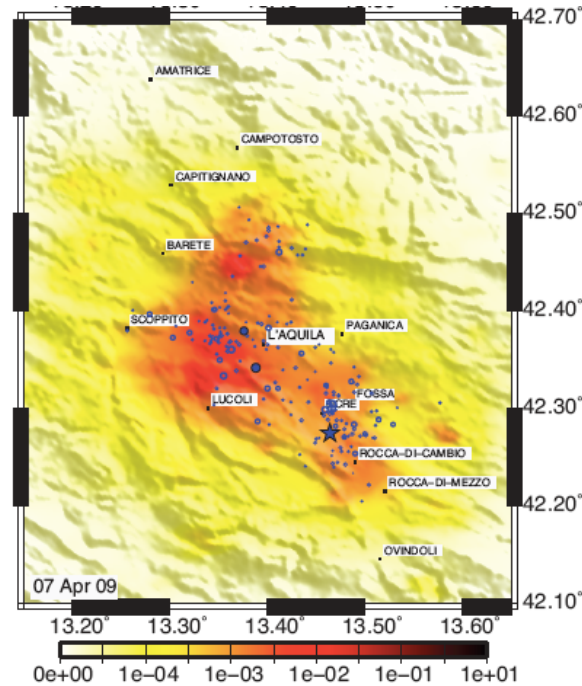 42.70°
AMATRICE
42.60°
CAMPOTOSTO
CAPITIGNANO
42.50°
BARETE
42.40°
SCOPPITO
PAGANICA
L'AQUILA
FOSSA
LUCOLI
42.30°
ROCCA-DI-CAMBIO
ROCCA-DI-MEZZO
42.20°
OVINDOLI
07 Apr 09
42.10°
13.20° 13.30° 13.40° 13.50° 13.60°
0e+00 1e-04 1e-03 1e-02 1e-01 1e+01